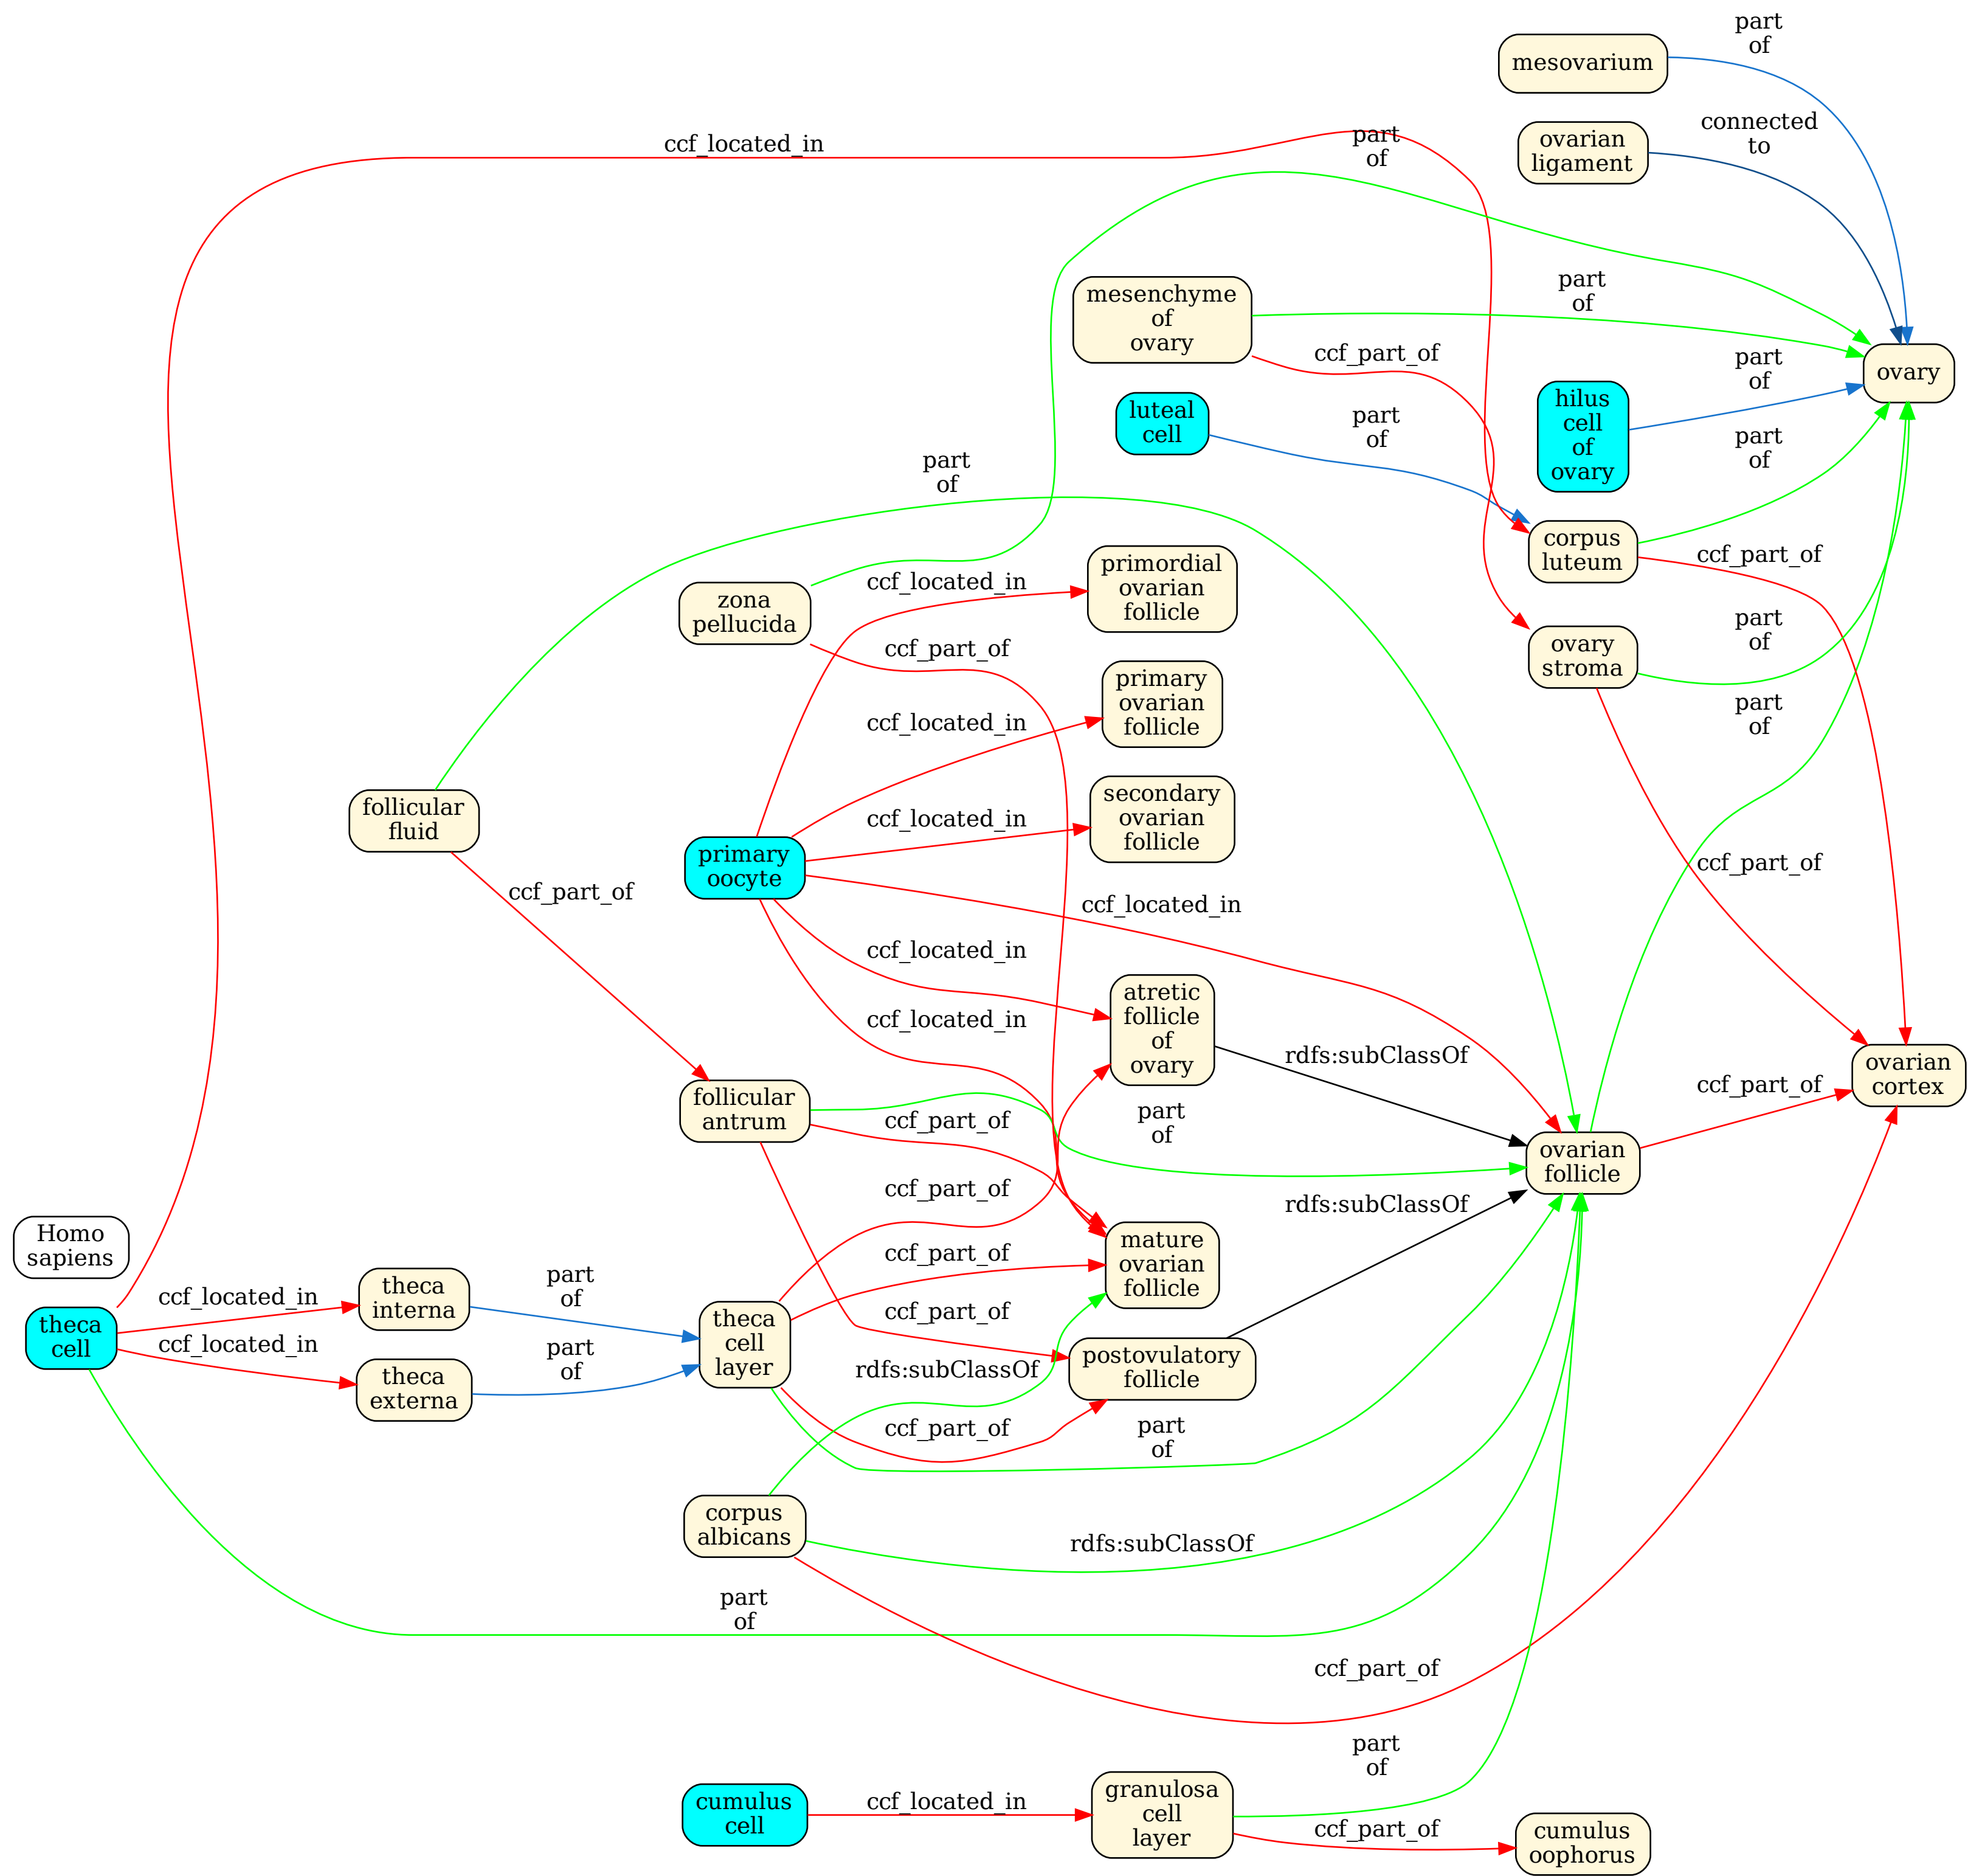 part
of
mesovarium
connected
to
ovarian
ligament
ccf_located_in
part
of
mesenchyme
of
ovary
part
of
ccf_part_of
ovary
part
of
hilus
cell
of
ovary
luteal
cell
part
of
part
of
part
of
corpus
luteum
ccf_part_of
primordial
ovarian
follicle
ccf_located_in
zona
pellucida
ccf_part_of
part
of
ovary
stroma
primary
ovarian
follicle
ccf_located_in
part
of
follicular
fluid
secondary
ovarian
follicle
ccf_located_in
primary
oocyte
ccf_part_of
ccf_part_of
ccf_located_in
ccf_located_in
atretic
follicle
of
ovary
ccf_located_in
rdfs:subClassOf
ovarian
cortex
ccf_part_of
follicular
antrum
ccf_part_of
part
of
ovarian
follicle
ccf_part_of
rdfs:subClassOf
Homo
sapiens
mature
ovarian
follicle
ccf_part_of
theca
cell
ccf_located_in
theca
interna
part
of
theca
cell
layer
ccf_part_of
ccf_located_in
theca
externa
part
of
rdfs:subClassOf
postovulatory
follicle
ccf_part_of
part
of
corpus
albicans
rdfs:subClassOf
part
of
ccf_part_of
part
of
cumulus
cell
ccf_located_in
granulosa
cell
layer
ccf_part_of
cumulus
oophorus